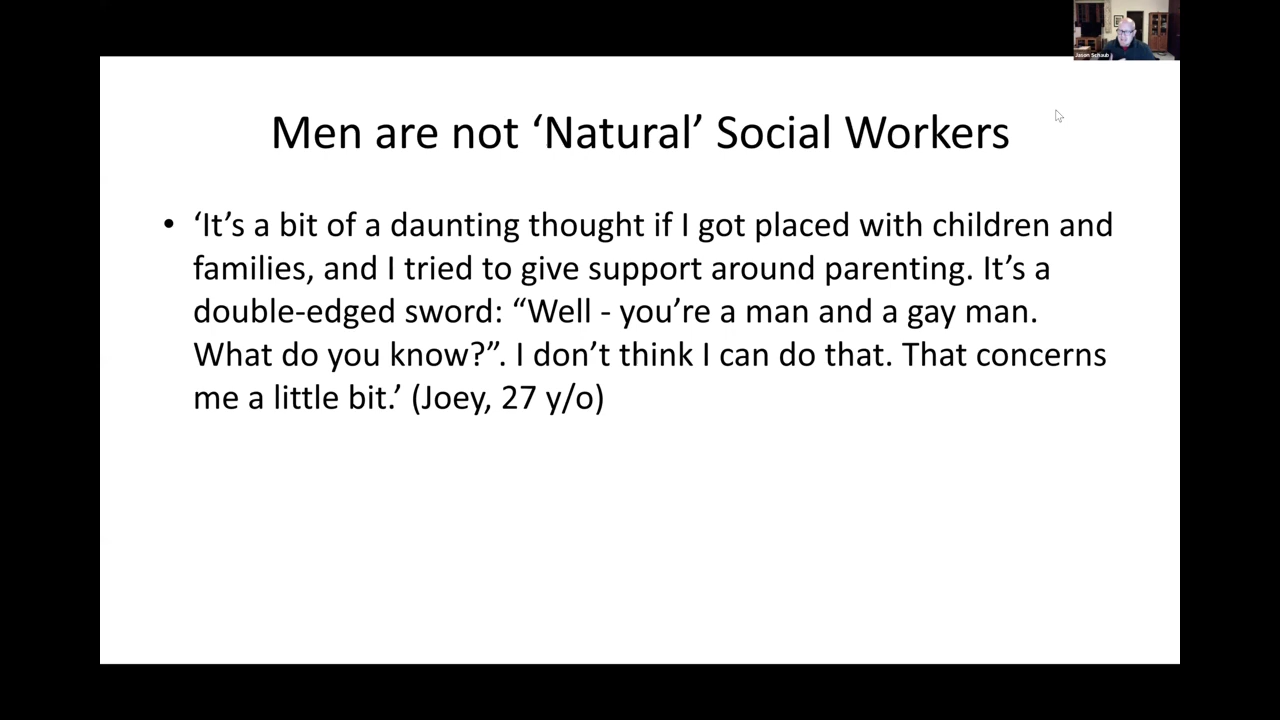 Jason Schaub
Men are not ‘Natural’ Social Workers
• ‘It’s a bit of a daunting thought if I got placed with children and
families, and I tried to give support around parenting. It’s a
double-edged sword: “Well - you’re a man and a gay man.
What do you know?”. I don’t think I can do that. That concerns
me a little bit.’ (Joey, 27 y/o)